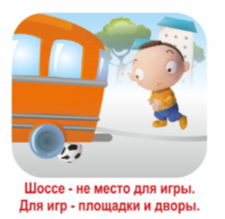 Шоссе - не место для игры.
Для игр - площадки и дворы.